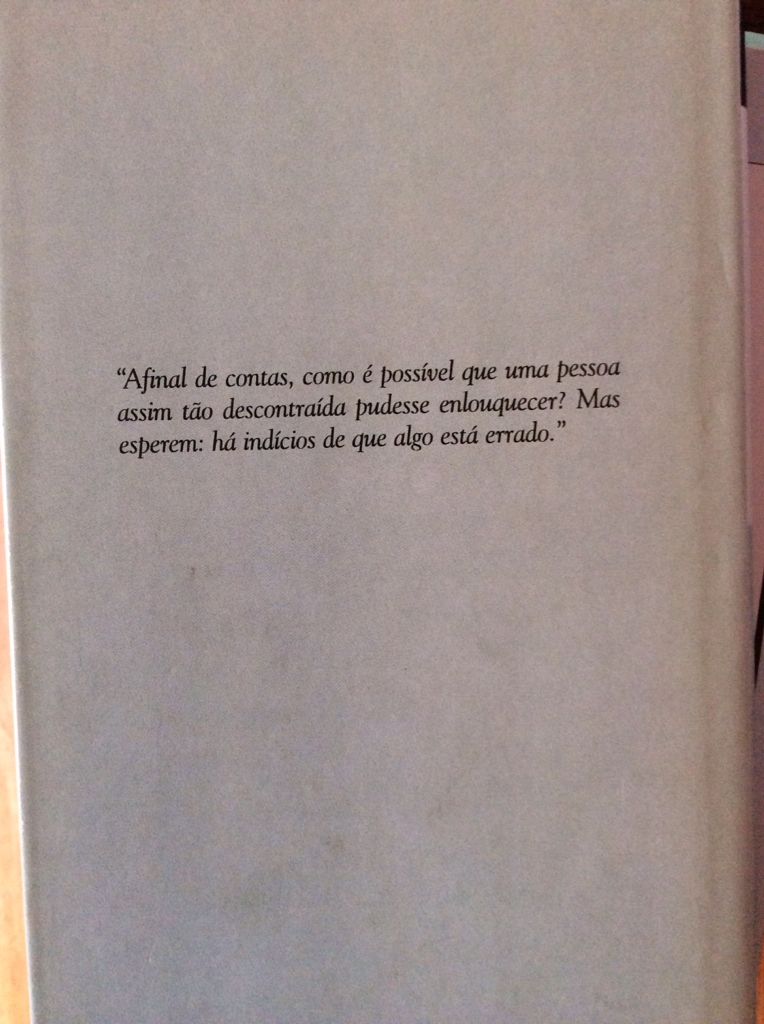 “Afinal de contas, como é possível que uma pessoa
assim tão descontraída pudesse enlouquecer? Mas
esperem: há indícios de que algo está errado.”